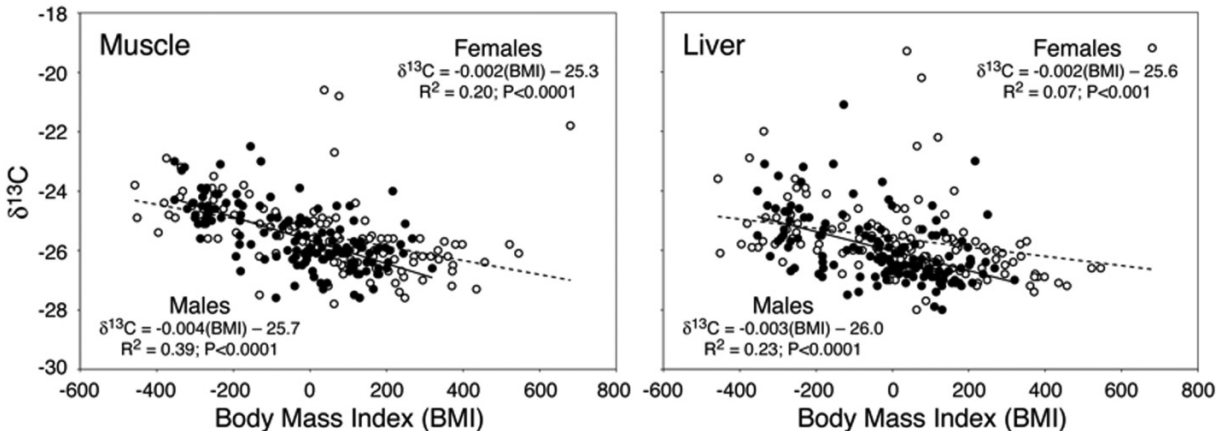 -18
-20
-22
-24
-26
-28
-30
δ¹³C
Muscle
Females
δ¹³C = -0.002(BMI) – 25.3
R² = 0.20; P<0.0001
Males
δ¹³C = -0.004(BMI) – 25.7
R² = 0.39; P<0.0001
-600 -400 -200 0 200 400 600 800
Body Mass Index (BMI)
Liver
Females
δ¹³C = -0.002(BMI) – 25.6
R² = 0.07; P<0.001
Males
δ¹³C = -0.003(BMI) – 26.0
R² = 0.23; P<0.0001
-600 -400 -200 0 200 400 600 800
Body Mass Index (BMI)